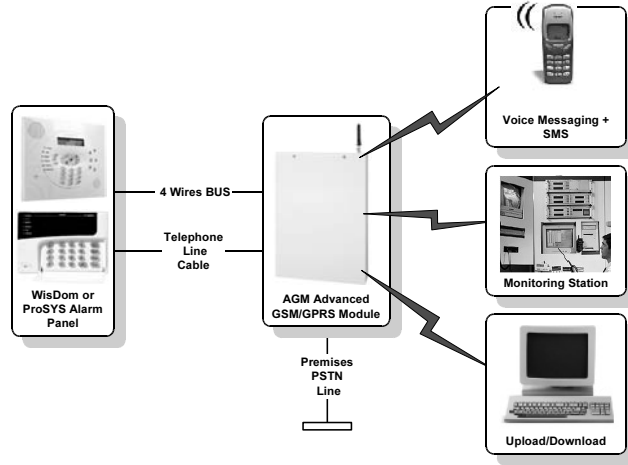 Voice Messaging +
SMS
4 Wires BUS
Telephone
Line
Cable
WisDom or
ProSYS Alarm
Panel
AGM Advanced
GSM/GPRS Module
Monitoring Station
Premises
PSTN
Line
Upload/Download